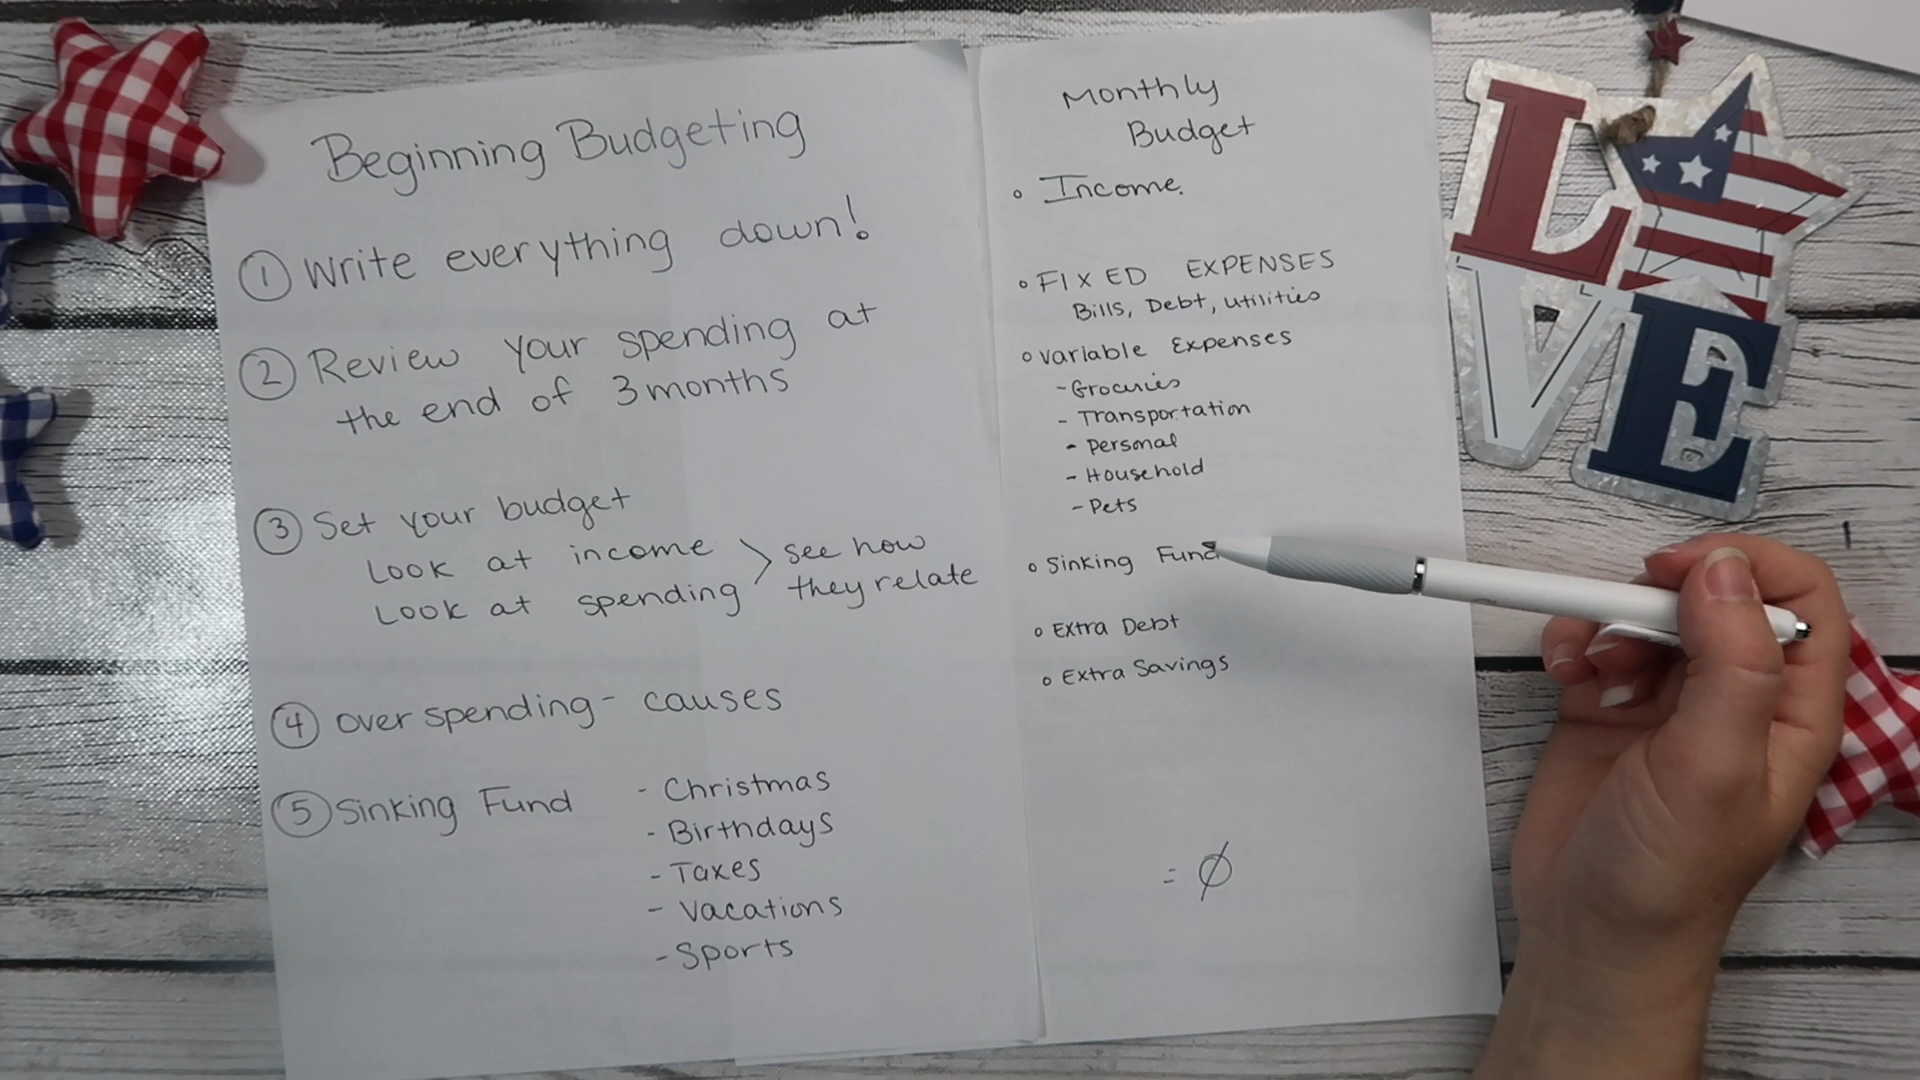 Beginning Budgeting
① Write everything down!
② Review your spending at
the end of 3 months
③ Set your budget
Look at income > see how
Look at spending they relate
④ overspending - causes
⑤ Sinking Fund - Christmas
- Birthdays
- Taxes
- Vacations
- Sports
Monthly
Budget
○ Income.
○ FIXED EXPENSES
Bills, Debt, utilities
○ Variable Expenses
- Groceries
- Transportation
- Personal
- Household
- Pets
○ Sinking Fund
○ Extra Debt
○ Extra Savings
= ∅
LOVE